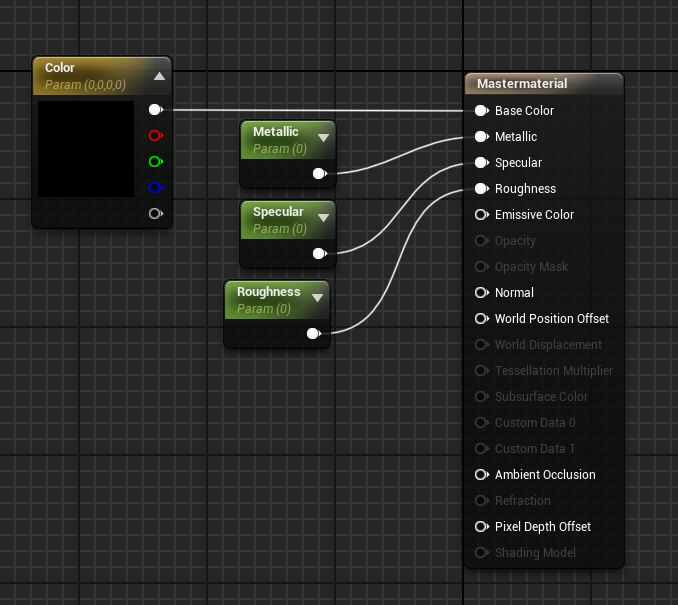 Color
Param (0,0,0,0)
Metallic
Param (0)
Specular
Param (0)
Roughness
Param (0)
Mastermaterial
Base Color
Metallic
Specular
Roughness
Emissive Color
Opacity
Opacity Mask
Normal
World Position Offset
World Displacement
Tessellation Multiplier
Subsurface Color
Custom Data 0
Custom Data 1
Ambient Occlusion
Refraction
Pixel Depth Offset
Shading Model